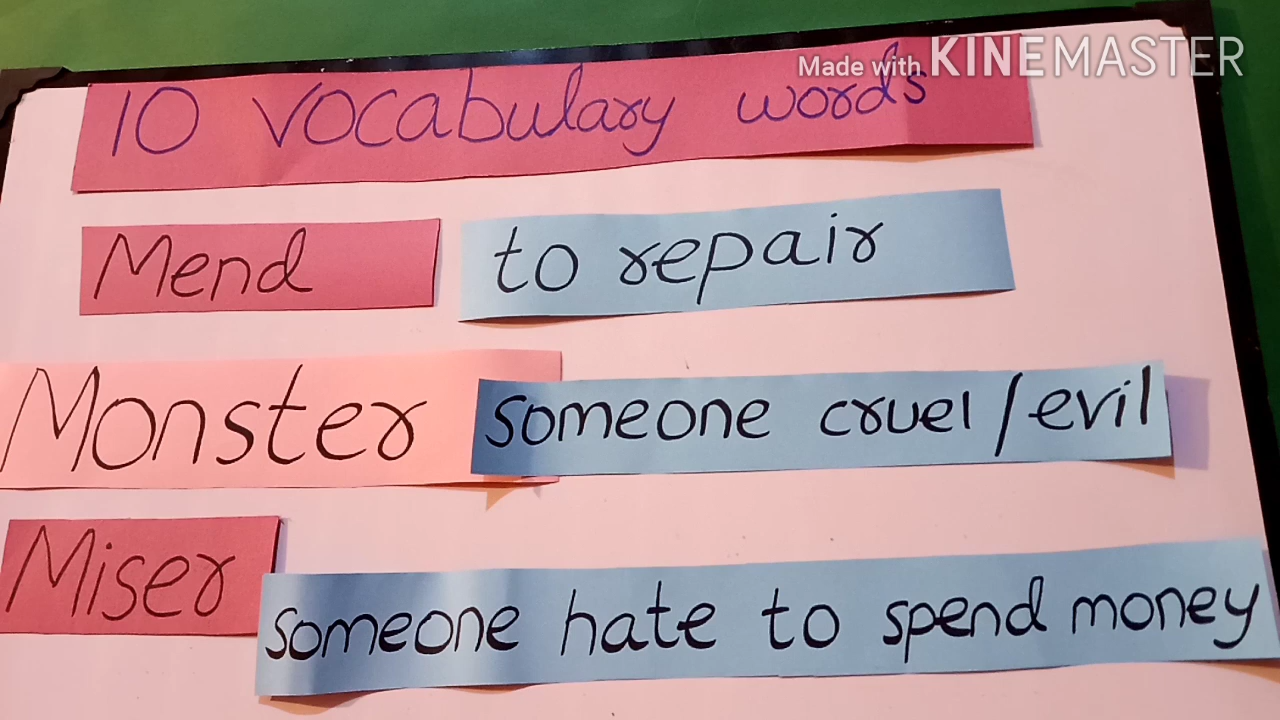 Made with KINEMASTER
10 vocabulary words
Mend to repair
Monster someone cruel/evil
Miser someone hate to spend money